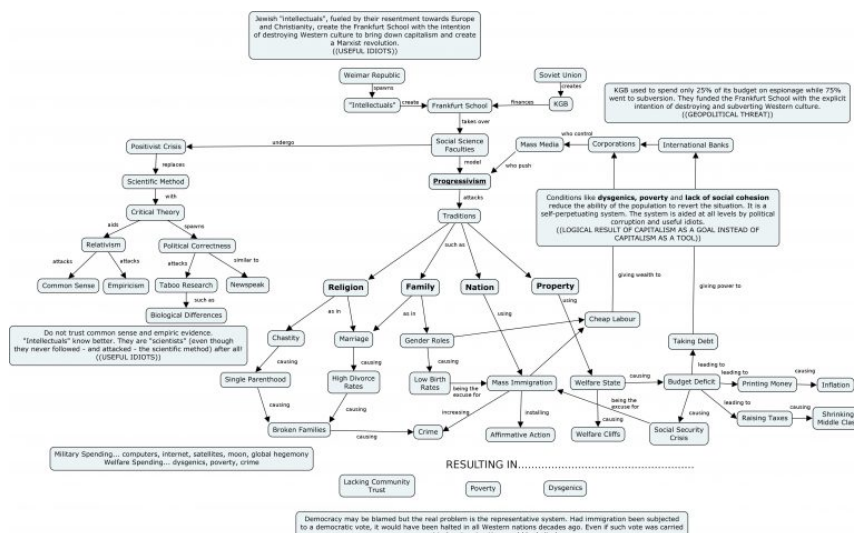 Jewish "intellectuals", fueled by their resentment towards Europe
and Christianity, create the Frankfurt School with the intention
of destroying Western culture to bring down capitalism and create
a Marxist revolution.
((USEFUL IDIOTS))
Weimar Republic
Soviet Union
spawns
creates
"Intellectuals"
create
Frankfurt School
finances
KGB
KGB used to spend only 25% of its budget on espionage while 75%
went to subversion. They funded the Frankfurt School with the explicit
intention of destroying and subverting Western culture.
((GEOPOLITICAL THREAT))
takes over
Positivist Crisis
undergo
Social Science
Faculties
Mass Media
who control
Corporations
International Banks
replaces
model
who push
Scientific Method
Progressivism
with
attacks
Critical Theory
Traditions
Conditions like dysgenics, poverty and lack of social cohesion
reduce the ability of the population to revert the situation. It is a
self-perpetuating system. The system is aided at all levels by political
corruption and useful idiots.
((LOGICAL RESULT OF CAPITALISM AS A GOAL INSTEAD OF
CAPITALISM AS A TOOL))
aids
spawns
Relativism
Political Correctness
such as
attacks
attacks
attacks
similar to
giving wealth to
giving power to
Common Sense
Empiricism
Taboo Research
Newspeak
Religion
Family
Nation
Property
such as
using
using
Biological Differences
as in
as in
Cheap Labour
Do not trust common sense and empiric evidence.
"Intellectuals" know better. They are "scientists" (even though
they never followed - and attacked - the scientific method) after all!
((USEFUL IDIOTS))
Chastity
Marriage
Gender Roles
Taking Debt
causing
causing
causing
leading to
Single Parenthood
High Divorce
Rates
Low Birth
Rates
being the
excuse for
Mass Immigration
Welfare State
causing
Budget Deficit
leading to
Printing Money
causing
Inflation
causing
causing
increasing
installing
causing
being the
excuse for
causing
leading to
Raising Taxes
causing
Shrinking
Middle Clas
Broken Families
causing
Crime
Affirmative Action
Welfare Cliffs
Social Security
Crisis
Military Spending... computers, internet, satellites, moon, global hegemony
Welfare Spending... dysgenics, poverty, crime
RESULTING IN
Lacking Community
Trust
Poverty
Dysgenics
Democracy may be blamed but the real problem is the representative system. Had immigration been subjected
to a democratic vote, it would have been halted in all Western nations decades ago. Even if such vote was carried